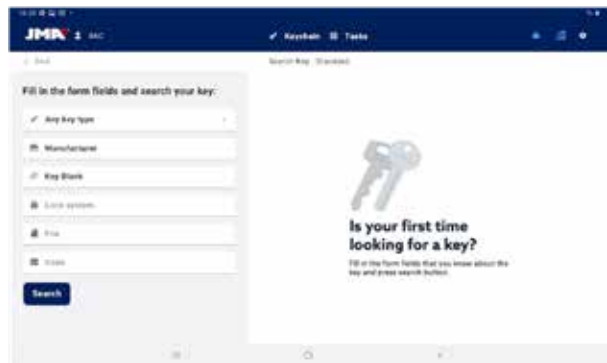 JMA
Keychain Tasks
Back
Search Key Standard
Fill in the form fields and search your key:
Any key type
Manufacturer
Key Blank
Lock system
Search
Is your first time
looking for a key?
Fill in the form fields that you know about the
key and press search button.